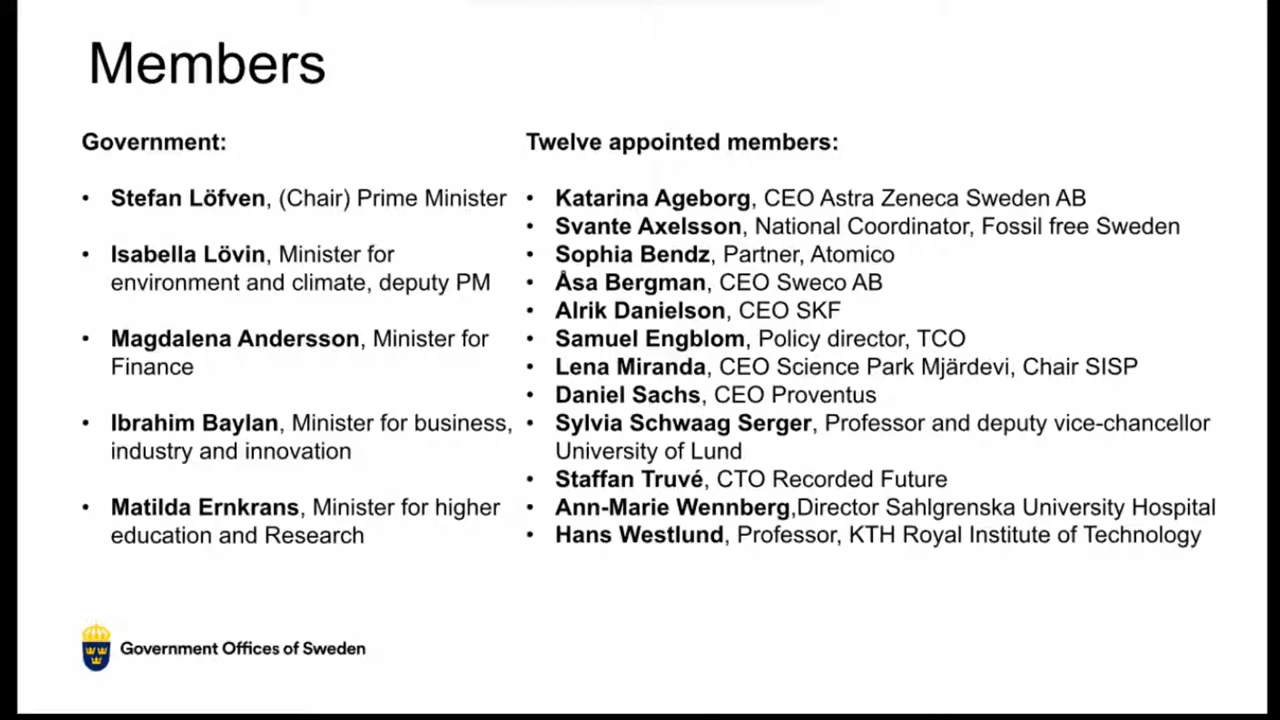 Members
Government:
• Stefan Löfven, (Chair) Prime Minister
• Isabella Lövin, Minister for
environment and climate, deputy PM
• Magdalena Andersson, Minister for
Finance
• Ibrahim Baylan, Minister for business,
industry and innovation
• Matilda Ernkrans, Minister for higher
education and Research
Twelve appointed members:
• Katarina Ageborg, CEO Astra Zeneca Sweden AB
• Svante Axelsson, National Coordinator, Fossil free Sweden
• Sophia Bendz, Partner, Atomico
• Åsa Bergman, CEO Sweco AB
• Alrik Danielson, CEO SKF
• Samuel Engblom, Policy director, TCO
• Lena Miranda, CEO Science Park Mjärdevi, Chair SISP
• Daniel Sachs, CEO Proventus
• Sylvia Schwaag Serger, Professor and deputy vice-chancellor
University of Lund
• Staffan Truvé, CTO Recorded Future
• Ann-Marie Wennberg,Director Sahlgrenska University Hospital
• Hans Westlund, Professor, KTH Royal Institute of Technology
Government Offices of Sweden